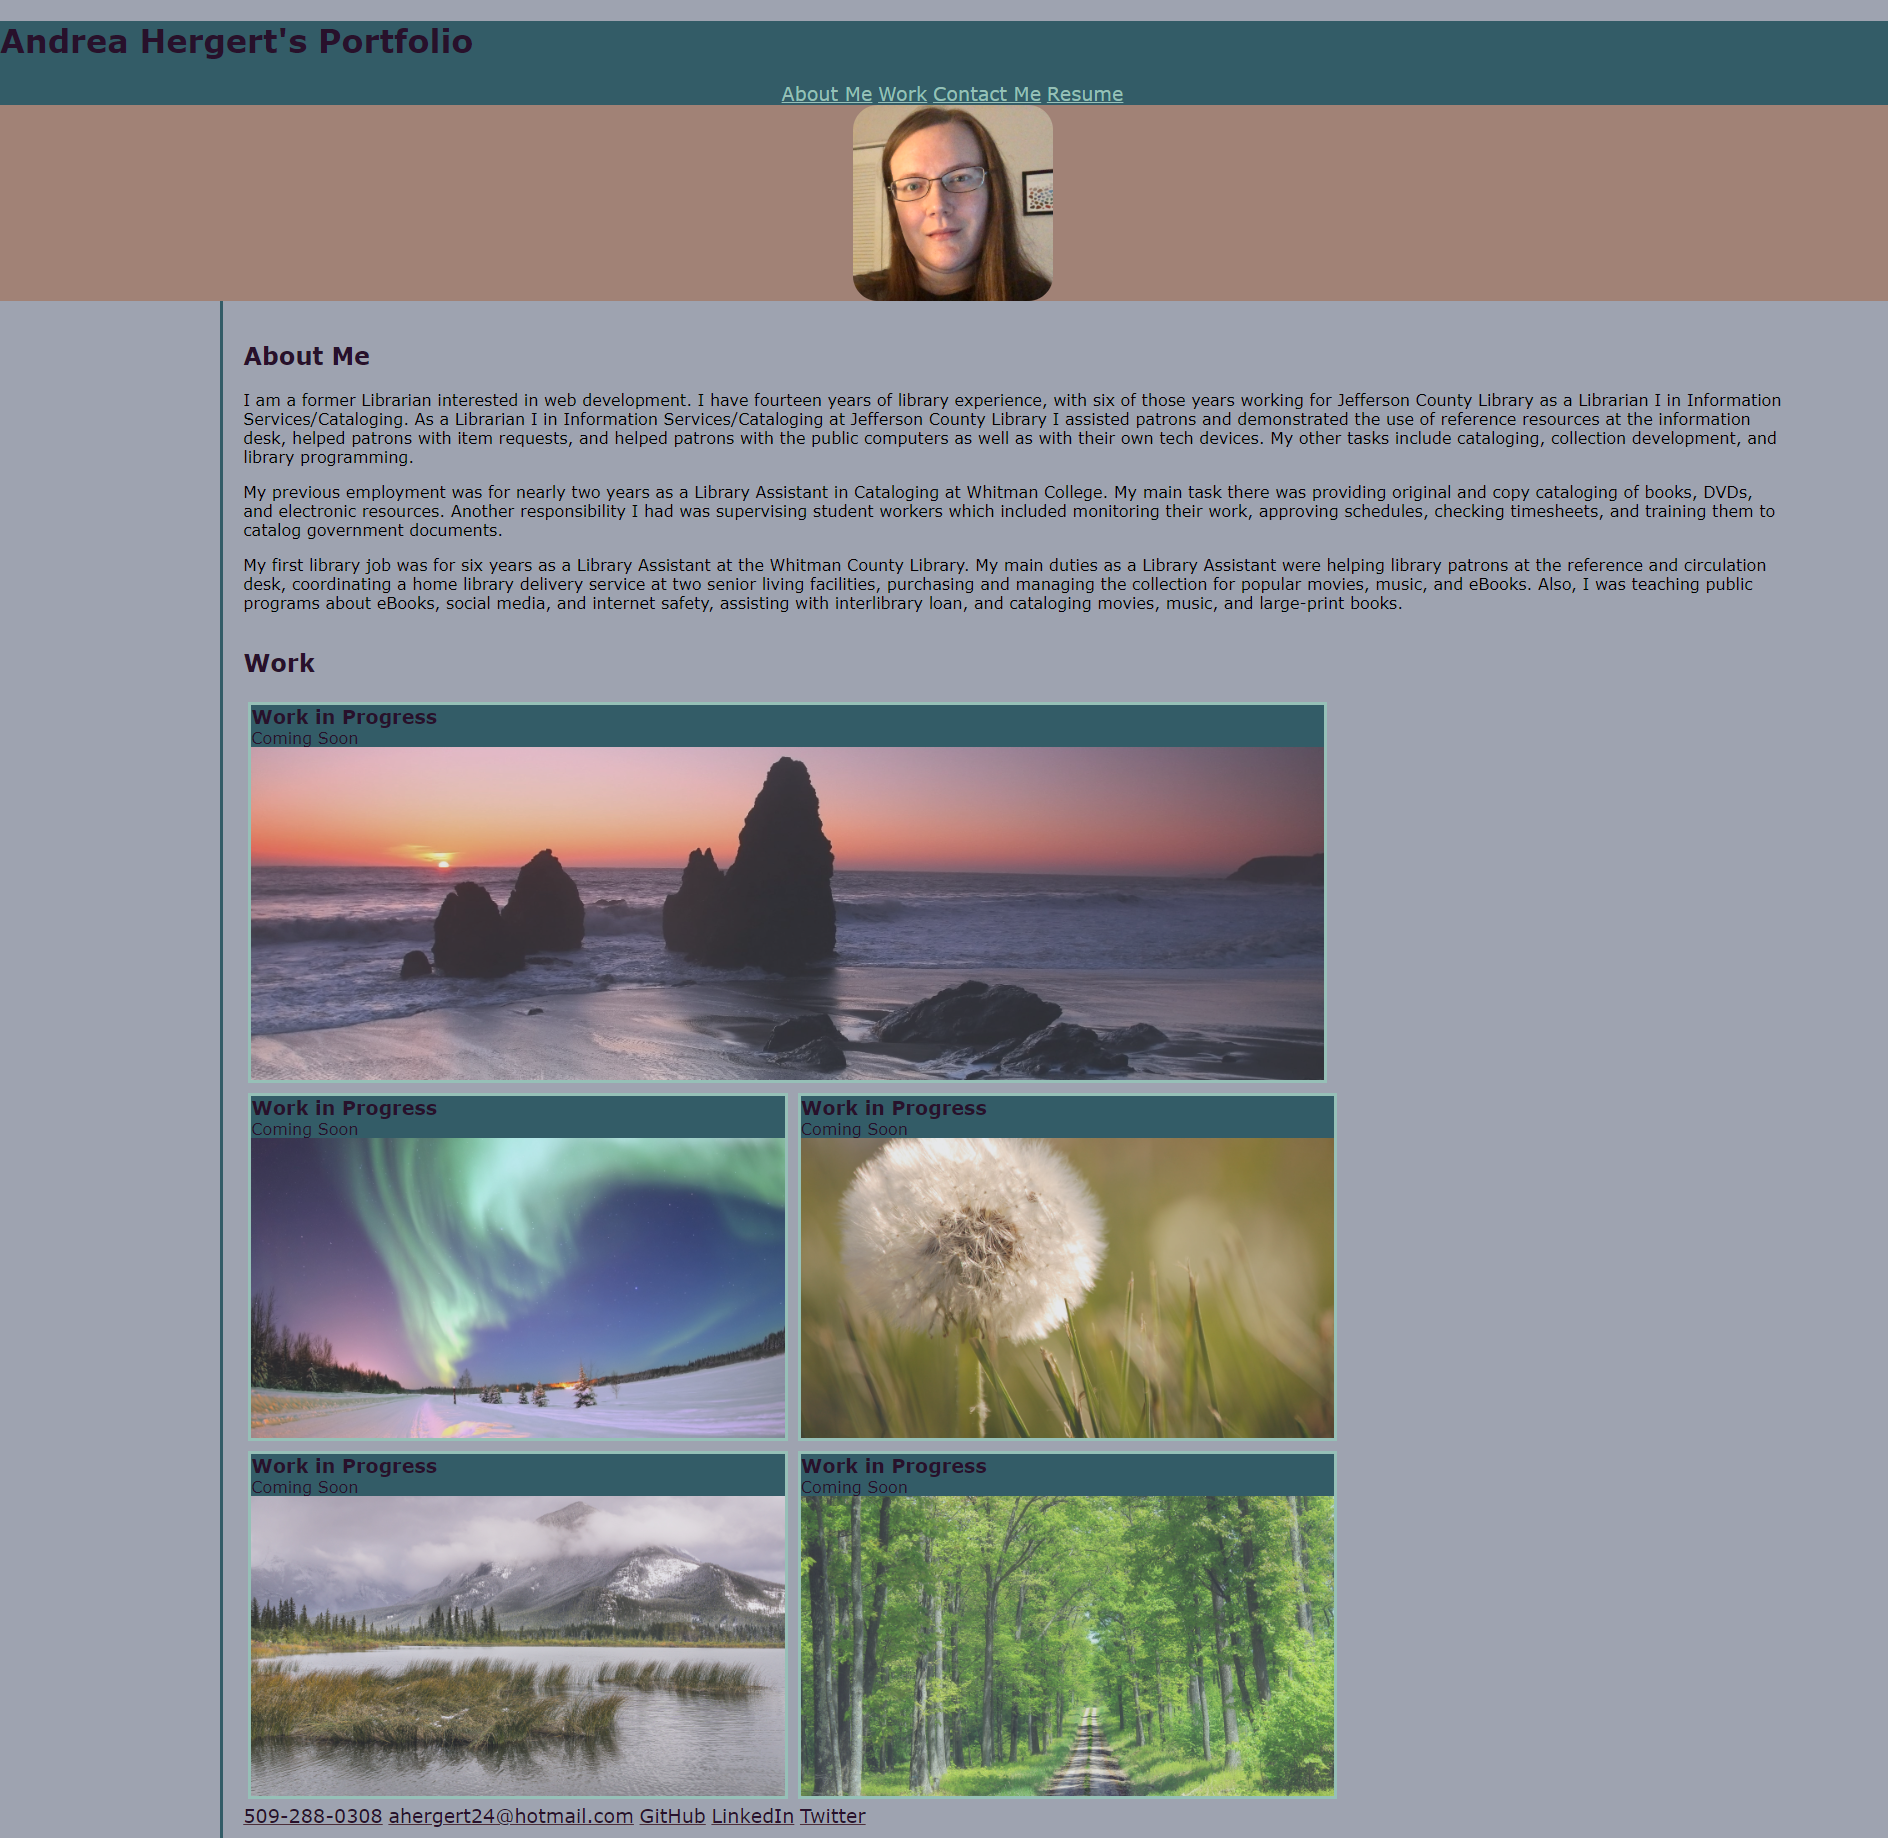 Andrea Hergert's Portfolio
About Me Work Contact Me Resume
About Me
I am a former Librarian interested in web development. I have fourteen years of library experience, with six of those years working for Jefferson County Library as a Librarian I in Information
Services/Cataloging. As a Librarian I in Information Services/Cataloging at Jefferson County Library I assisted patrons and demonstrated the use of reference resources at the information
desk, helped patrons with item requests, and helped patrons with the public computers as well as with their own tech devices. My other tasks include cataloging, collection development, and
library programming.
My previous employment was for nearly two years as a Library Assistant in Cataloging at Whitman College. My main task there was providing original and copy cataloging of books, DVDs,
and electronic resources. Another responsibility I had was supervising student workers which included monitoring their work, approving schedules, checking timesheets, and training them to
catalog government documents.
My first library job was for six years as a Library Assistant at the Whitman County Library. My main duties as a Library Assistant were helping library patrons at the reference and circulation
desk, coordinating a home library delivery service at two senior living facilities, purchasing and managing the collection for popular movies, music, and eBooks. Also, I was teaching public
programs about eBooks, social media, and internet safety, assisting with interlibrary loan, and cataloging movies, music, and large-print books.
Work
Work in Progress
Coming Soon
Work in Progress
Coming Soon
Work in Progress
Coming Soon
Work in Progress
Coming Soon
Work in Progress
Coming Soon
509-288-0308 ahergert24@hotmail.com GitHub LinkedIn Twitter